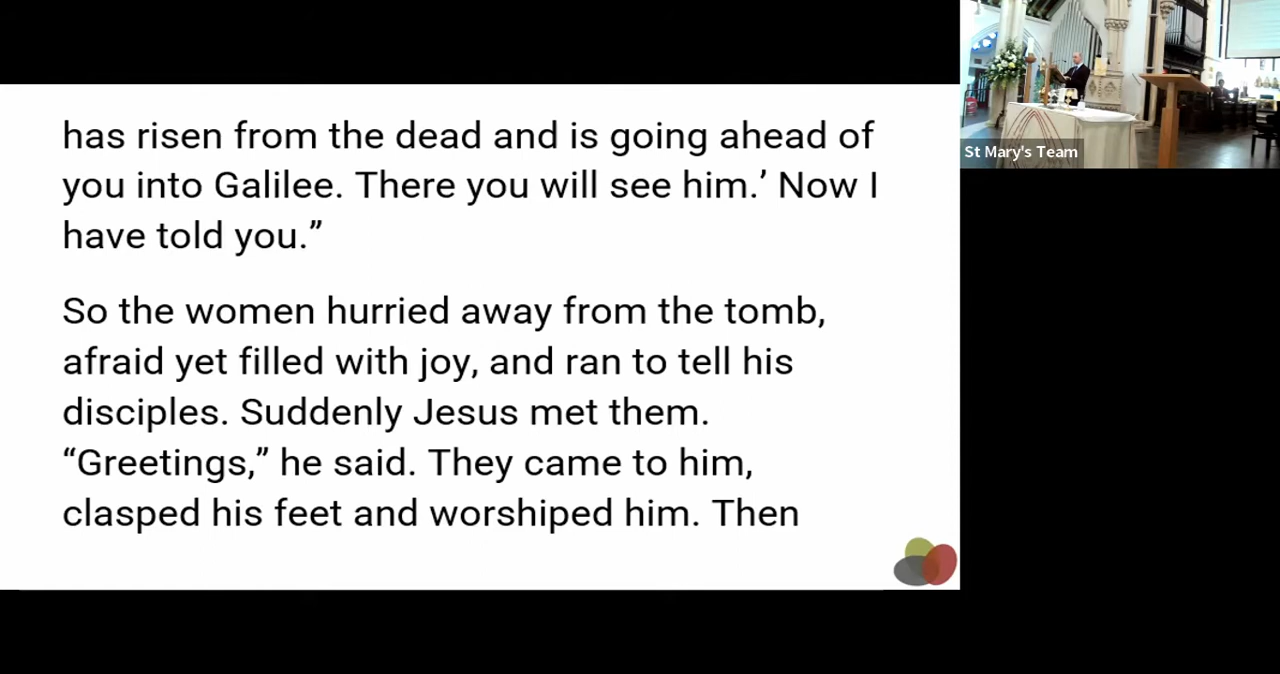 has risen from the dead and is going ahead of
you into Galilee. There you will see him.’ Now I
have told you.”
So the women hurried away from the tomb,
afraid yet filled with joy, and ran to tell his
disciples. Suddenly Jesus met them.
“Greetings,” he said. They came to him,
clasped his feet and worshiped him. Then
St Mary's Team